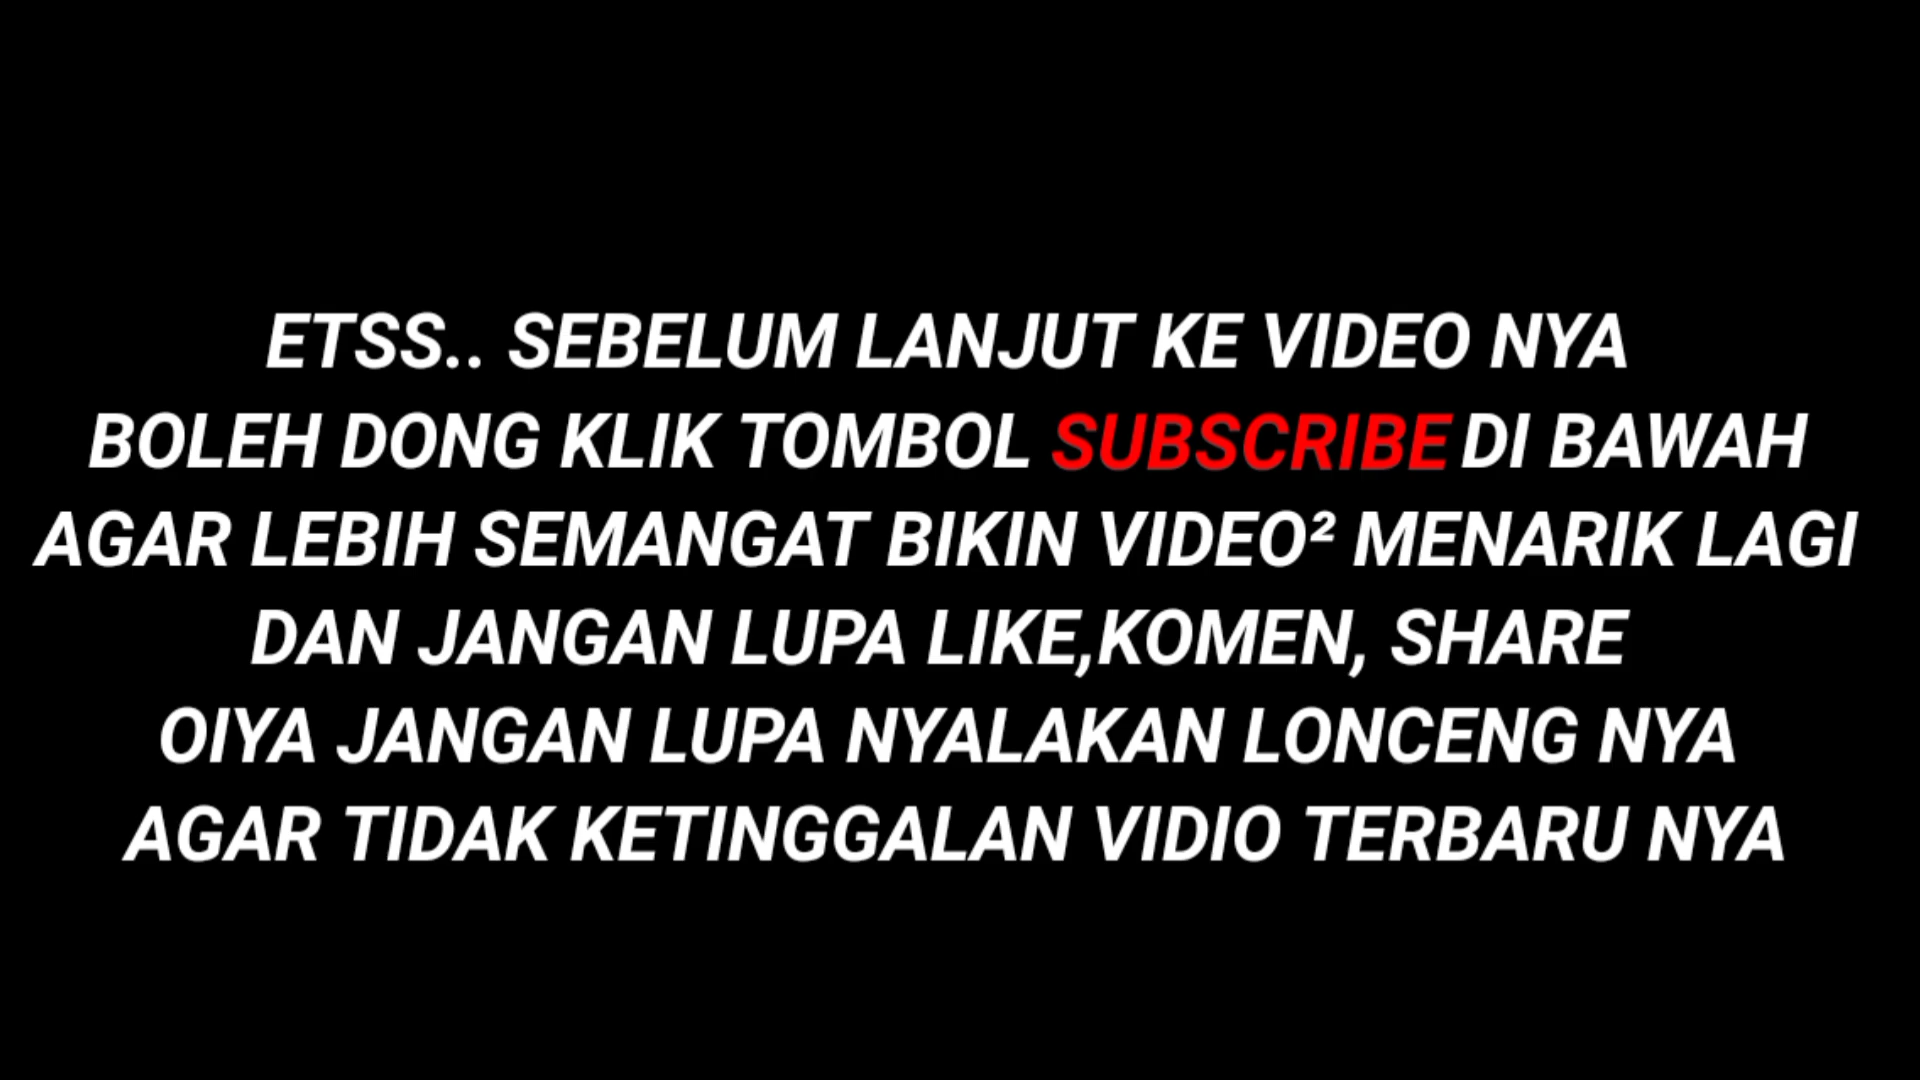 ETSS.. SEBELUM LANJUT KE VIDEO NYA
BOLEH DONG KLIK TOMBOL SUBSCRIBE DI BAWAH
AGAR LEBIH SEMANGAT BIKIN VIDEO² MENARIK LAGI
DAN JANGAN LUPA LIKE,KOMEN, SHARE
OIYA JANGAN LUPA NYALAKAN LONCENG NYA
AGAR TIDAK KETINGGALAN VIDIO TERBARU NYA